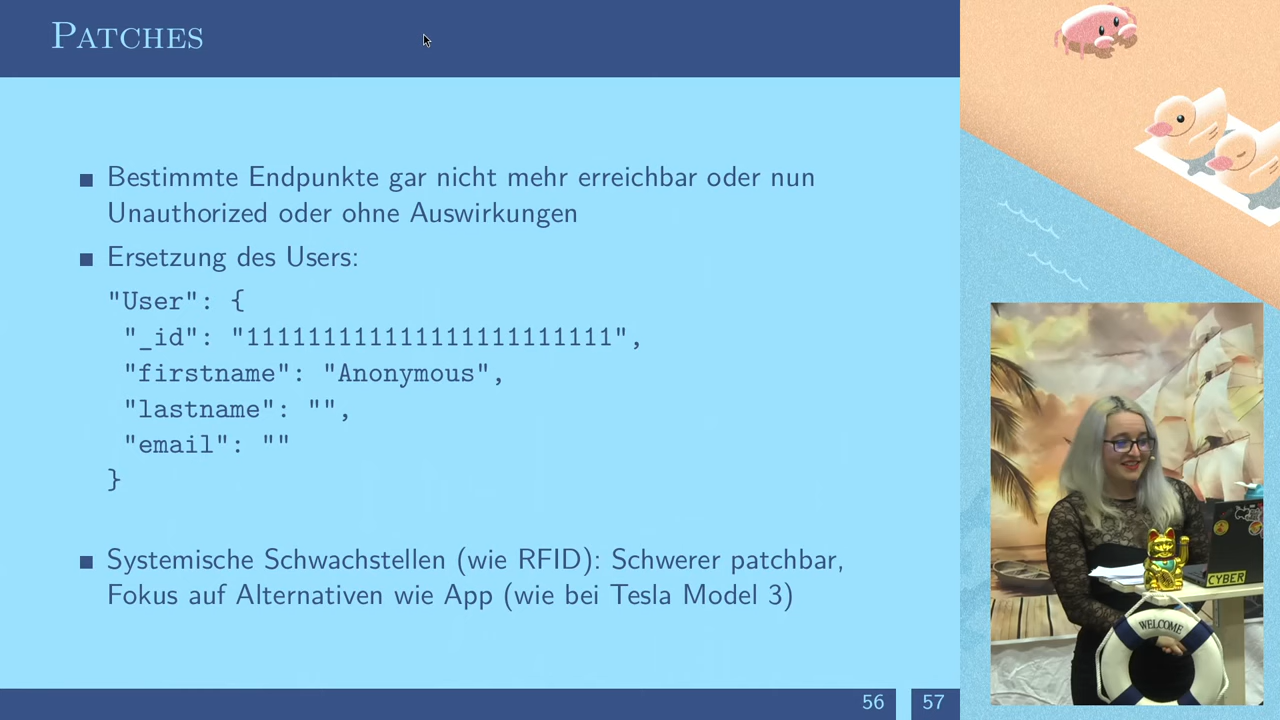 Patches
Bestimmte Endpunkte gar nicht mehr erreichbar oder nun
Unauthorized oder ohne Auswirkungen
Ersetzung des Users:
"User": {
"_id": "111111111111111111111111",
"firstname": "Anonymous",
"lastname": "",
"email": ""
}
Systemische Schwachstellen (wie RFID): Schwerer patchbar,
Fokus auf Alternativen wie App (wie bei Tesla Model 3)
56 57
CYBER
WELCOME